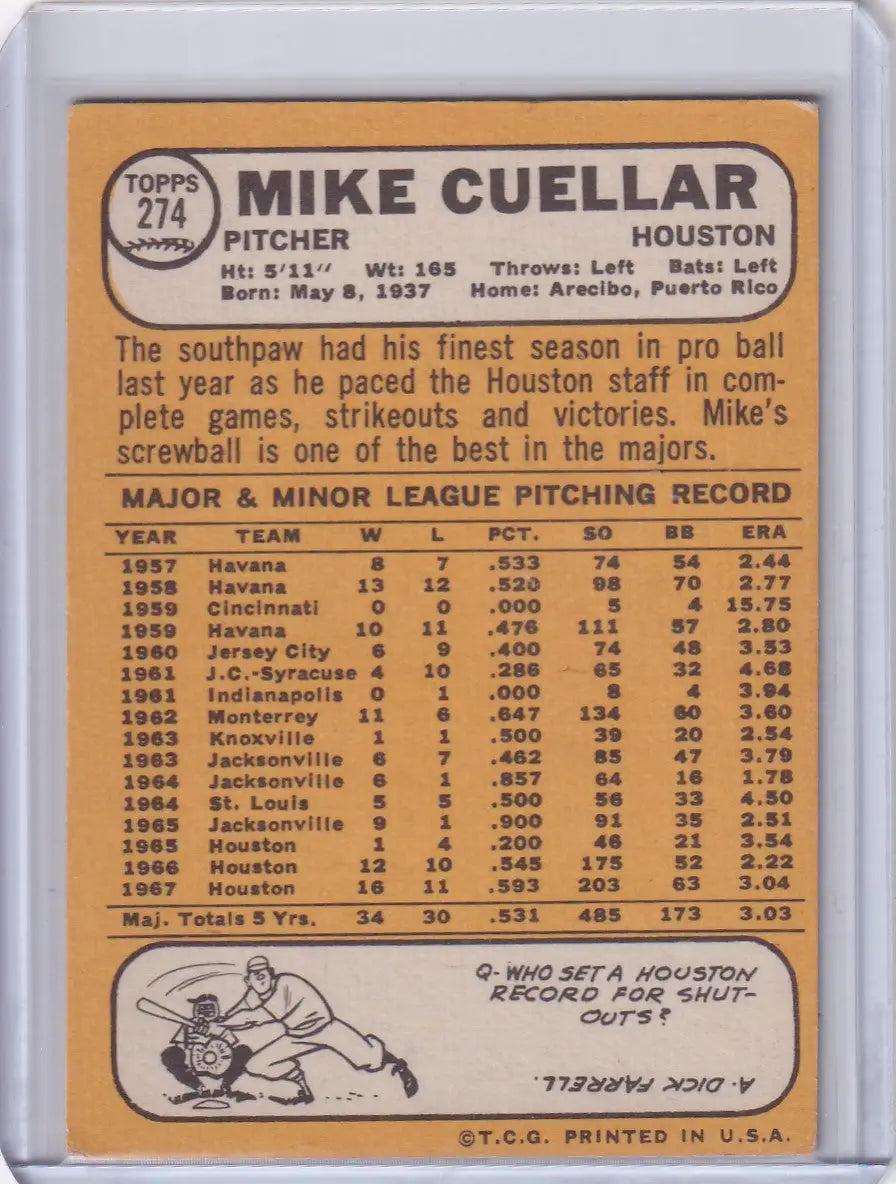 TOPPS
274
MIKE CUELLAR
PITCHER HOUSTON
Ht: 5'11" Wt: 165 Throws: Left Bats: Left
Born: May 8, 1937 Home: Arecibo, Puerto Rico
The southpaw had his finest season in pro ball
last year as he paced the Houston staff in com-
plete games, strikeouts and victories. Mike's
screwball is one of the best in the majors.
MAJOR & MINOR LEAGUE PITCHING RECORD
YEAR TEAM W L PCT. SO BB ERA
1957 Havana 8 7 .533 74 54 2.44
1958 Havana 13 12 .520 98 70 2.77
1959 Cincinnati 0 0 .000 5 4 15.75
1959 Havana 10 11 .476 111 57 2.80
1960 Jersey City 6 9 .400 74 48 3.53
1961 J.C.-Syracuse 4 10 .286 65 32 4.68
1961 Indianapolis 0 1 .000 8 4 3.94
1962 Monterrey 11 6 .647 134 60 3.60
1963 Knoxville 1 1 .500 39 20 2.54
1963 Jacksonville 6 7 .462 85 47 3.79
1964 Jacksonville 6 1 .857 64 16 1.78
1964 St. Louis 5 5 .500 56 33 4.50
1965 Jacksonville 9 1 .900 91 35 2.51
1965 Houston 1 4 .200 46 21 3.54
1966 Houston 12 10 .545 175 52 2.22
1967 Houston 16 11 .593 203 63 3.04
Maj. Totals 5 Yrs. 34 30 .531 485 173 3.03
Q- WHO SET A HOUSTON
RECORD FOR SHUT-
OUTS?
A- DICK FARRELL.
©T.C.G. PRINTED IN U.S.A.